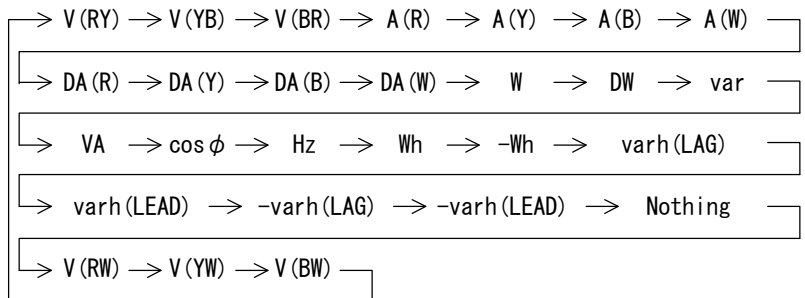 V(RY) → V(YB) → V(BR) → A(R) → A(Y) → A(B) → A(W)
DA(R) → DA(Y) → DA(B) → DA(W) → W → DW → var
VA → cosϕ → Hz → Wh → -Wh → varh(LAG)
varh(LEAD) → -varh(LAG) → -varh(LEAD) → Nothing
V(RW) → V(YW) → V(BW)